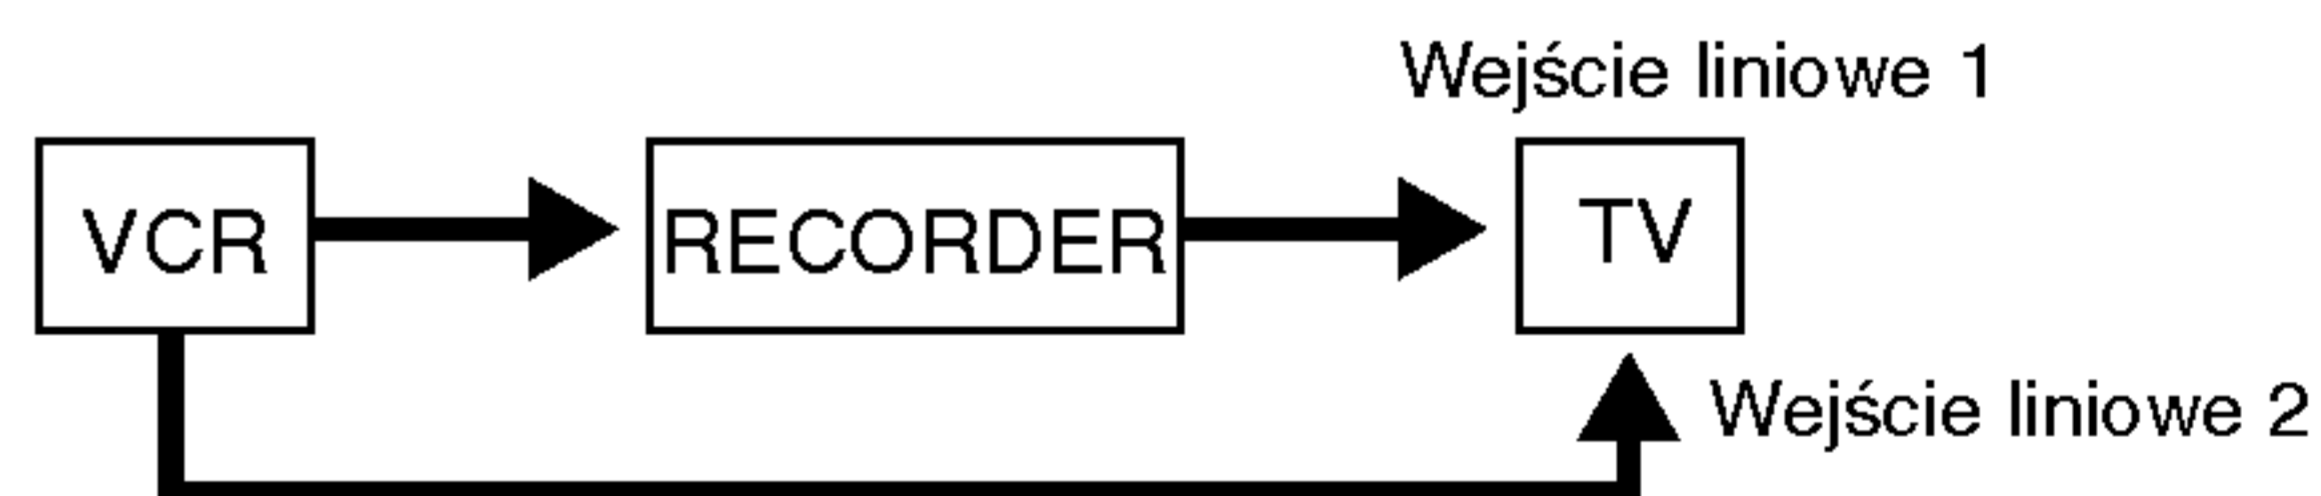 Wejście liniowe 1
VCR
RECORDER
TV
Wejście liniowe 2